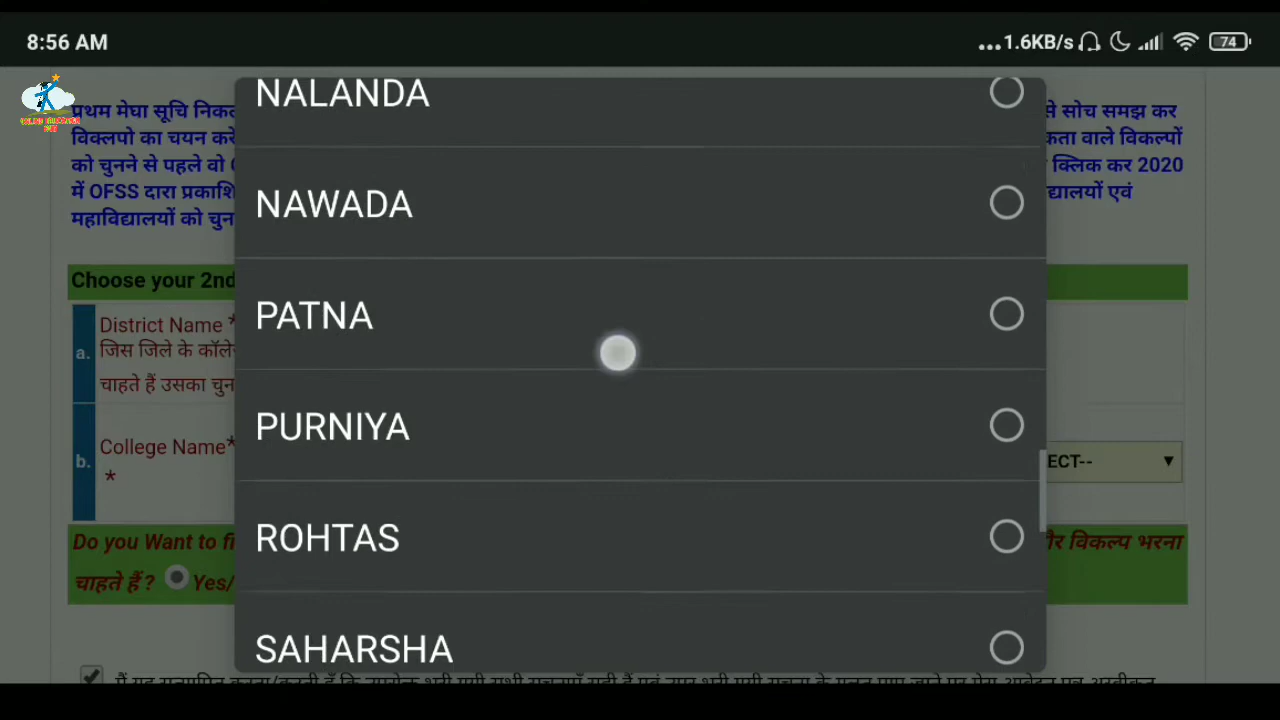 8:56 AM
...1.6KB/s 74
प्रथम मेघा सूचि निक
से सोच समझ कर
विक्लपो का चयन करे
कता वाले विकल्पों
को चुनने से पहले वो
क्लिक कर 2020
में OFSS दारा प्रकाशि
द्यालयों एवं
महाविद्यालयों को चुन
NALANDA
NAWADA
PATNA
PURNIYA
ROHTAS
SAHARSHA
Choose your 2nd
a.
District Name *
जिस जिले के कॉले
चाहते हैं उसका चुन
b.
College Name*
*
ECT--
Do you Want to fi
और विकल्प भरना
चाहते हैं ? Yes/